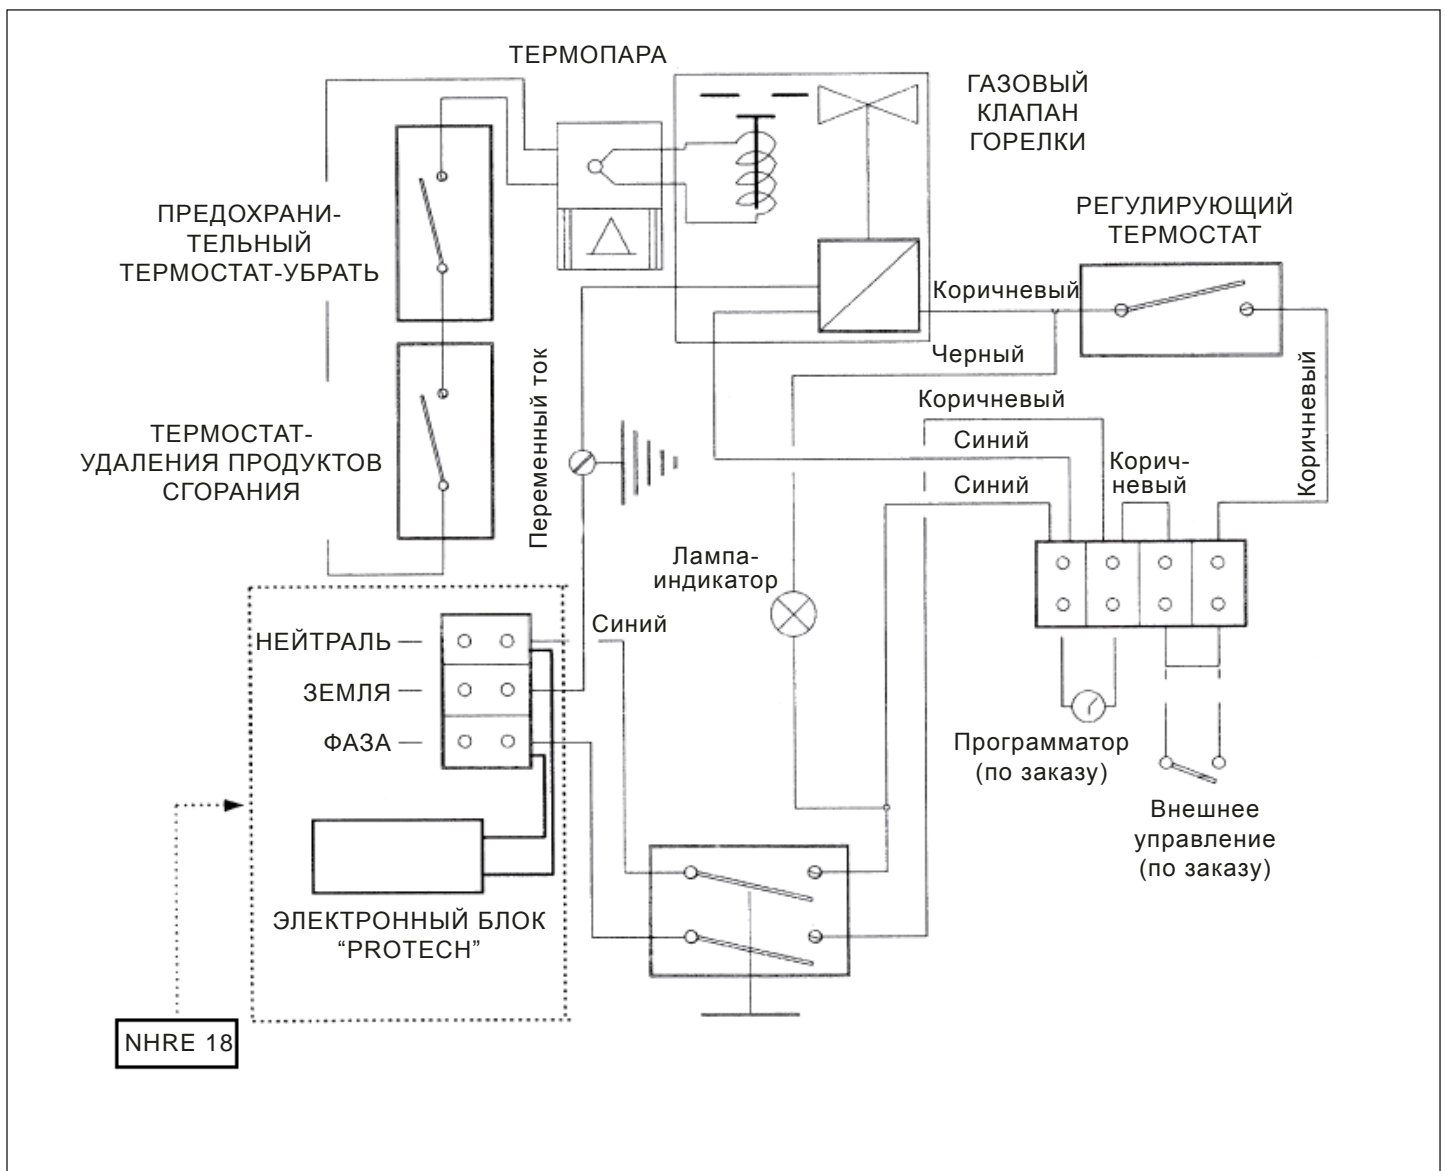 ТЕРМОПАРА
ГАЗОВЫЙ
КЛАПАН
ГОРЕЛКИ
ПРЕДОХРАНИ-
ТЕЛЬНЫЙ
ТЕРМОСТАТ-УБРАТЬ
РЕГУЛИРУЮЩИЙ
ТЕРМОСТАТ
Коричневый
Черный
Коричневый
Синий
Корич-
невый
Синий
Коричневый
Переменный ток
ТЕРМОСТАТ-
УДАЛЕНИЯ ПРОДУКТОВ
СГОРАНИЯ
Лампа-
индикатор
Синий
НЕЙТРАЛЬ
ЗЕМЛЯ
ФАЗА
Программатор
(по заказу)
Внешнее
управление
(по заказу)
ЭЛЕКТРОННЫЙ БЛОК
“PROTECH”
NHRE 18